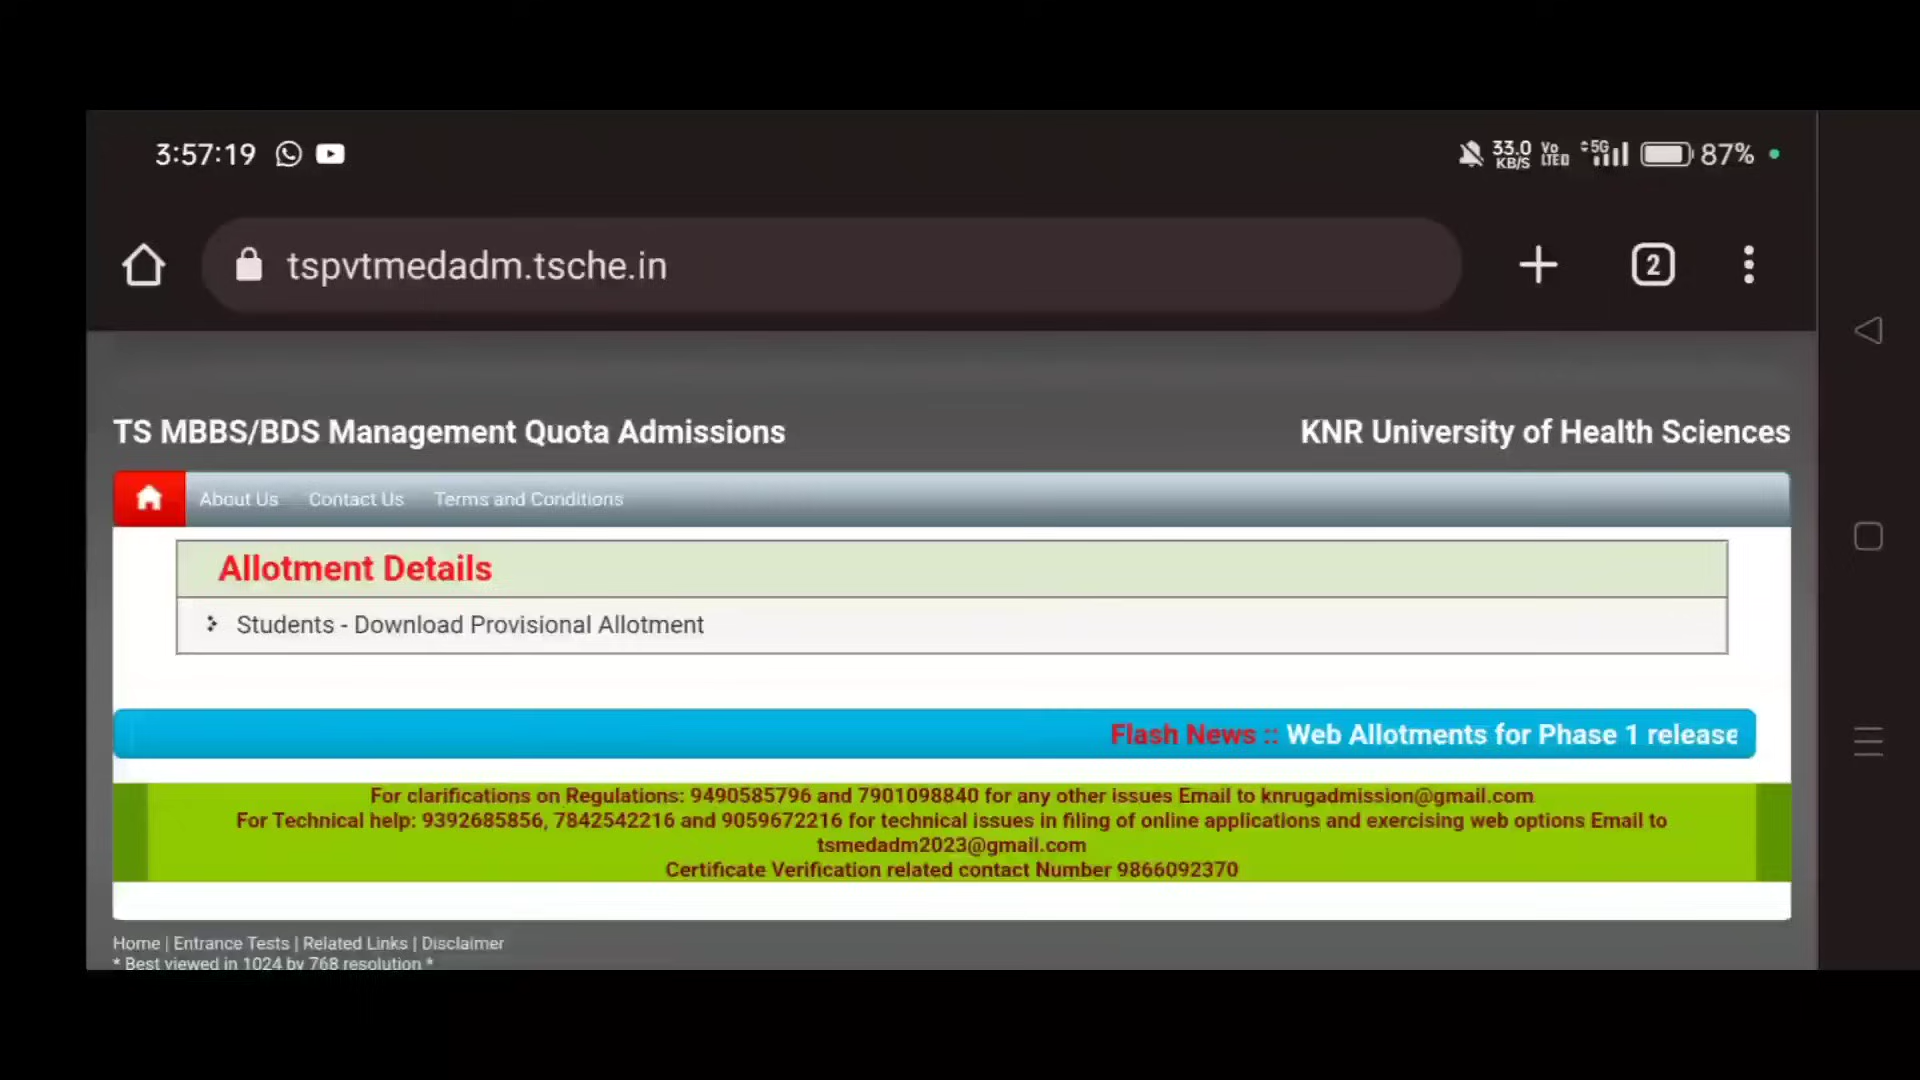 3:57:19
33.0 KB/S Vo LTE 5G 87%
tspvtmedadm.tsche.in
2
TS MBBS/BDS Management Quota Admissions
KNR University of Health Sciences
About Us Contact Us Terms and Conditions
Allotment Details
Students - Download Provisional Allotment
Flash News :: Web Allotments for Phase 1 release
For clarifications on Regulations: 9490585796 and 7901098840 for any other issues Email to knrugadmission@gmail.com
For Technical help: 9392685856, 7842542216 and 9059672216 for technical issues in filing of online applications and exercising web options Email to
tsmedadm2023@gmail.com
Certificate Verification related contact Number 9866092370
Home | Entrance Tests | Related Links | Disclaimer
* Best viewed in 1024 by 768 resolution *